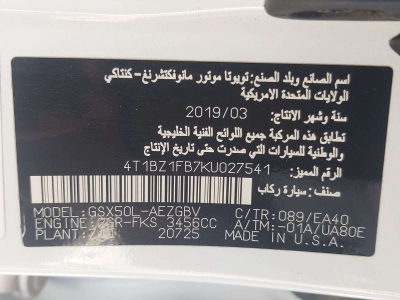 اسم الصانع وبلد الصنع: تويوتا موتور مانوفكتشرنغ- كنتاكي
الولايات المتحدة الامريكية
سنة وشهر الانتاج: 2019/03
تطابق هذه المركبة جميع اللوائح الفنية الخليجية
والوطنية للسيارات التي صدرت حتى تاريخ الإنتاج
الرقم المميز: 4T1BZ1FB7KU027541
الصنف: سيارة ركاب
MODEL: GSX50L-AEZGBV C/TR: 089/EA40
ENGINE: 2GR-FKS 3456CC A/TM: -01A/UA80E
PLANT: 20725 MADE IN U.S.A.